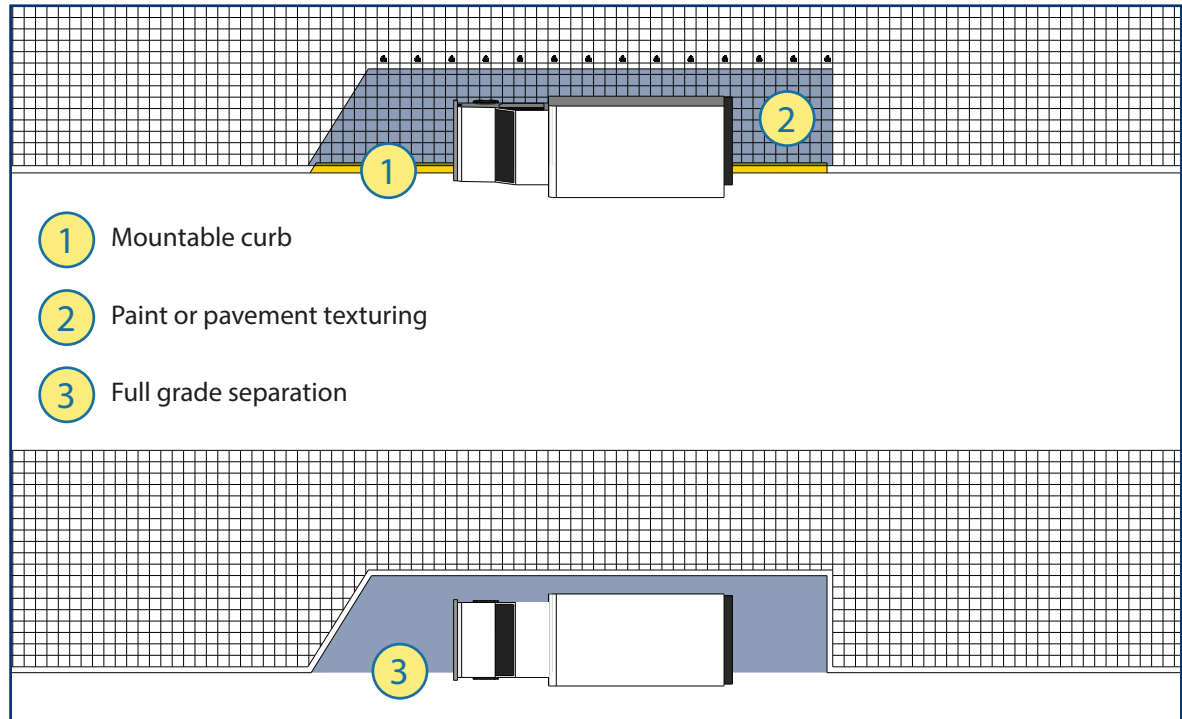 2
1
1 Mountable curb
2 Paint or pavement texturing
3 Full grade separation
3